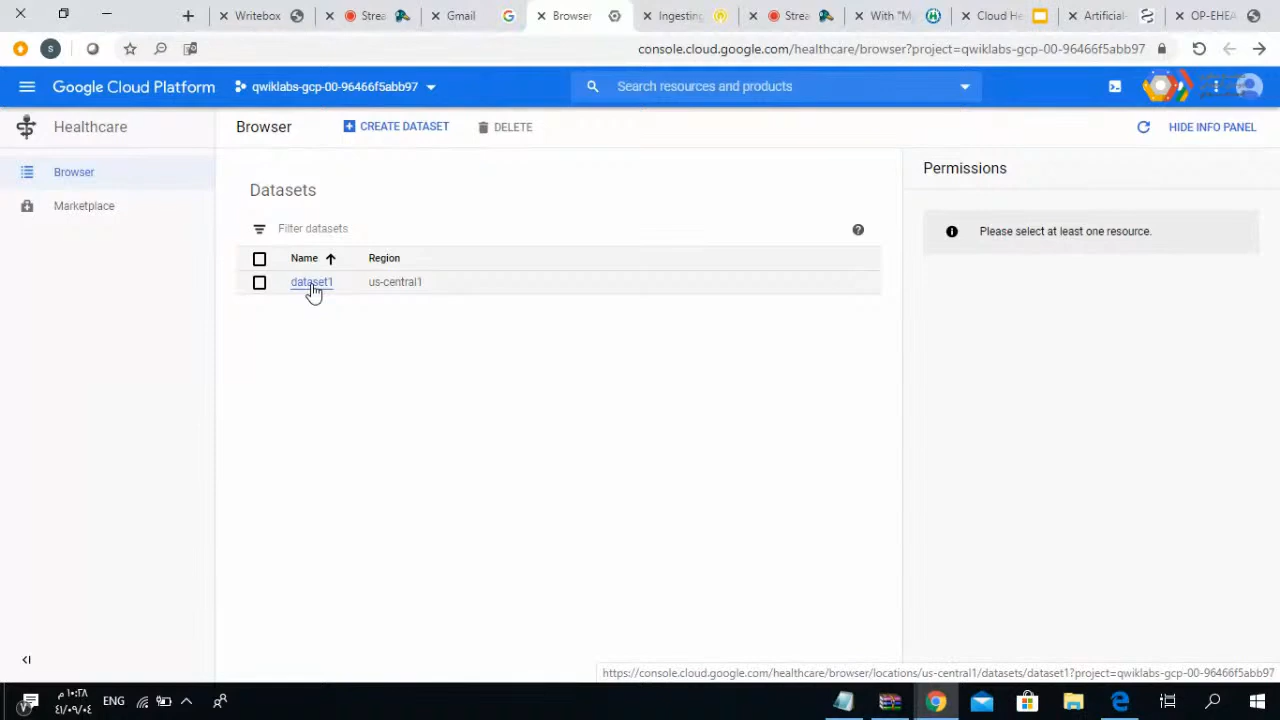 Writebox
Strea
Gmail
Browser
Ingesting
Strea
With "M
Cloud He
Artificial-
OP-EHEA
S
console.cloud.google.com/healthcare/browser?project=qwiklabs-gcp-00-96466f5abb97
Google Cloud Platform
qwiklabs-gcp-00-96466f5abb97
Search resources and products
Healthcare
Browser
CREATE DATASET
DELETE
HIDE INFO PANEL
Browser
Marketplace
Datasets
Filter datasets
Name
Region
dataset1
us-central1
Permissions
Please select at least one resource.
https://console.cloud.google.com/healthcare/browser/locations/us-central1/datasets/dataset1?project=qwiklabs-gcp-00-96466f5abb97
ENG